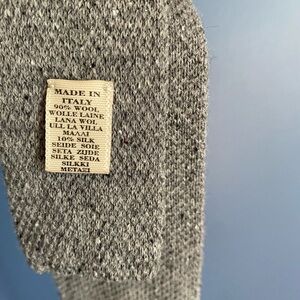 MADE IN
ITALY
90% WOOL
WOLLE LAINE
LANA WOL
ULL LA VILLA
ΜΑΛΛΙ
10% SILK
SEIDE SOIE
SETA ZIJDE
SILKE SEDA
SILKKI
ΜΕΤΑΞΙ